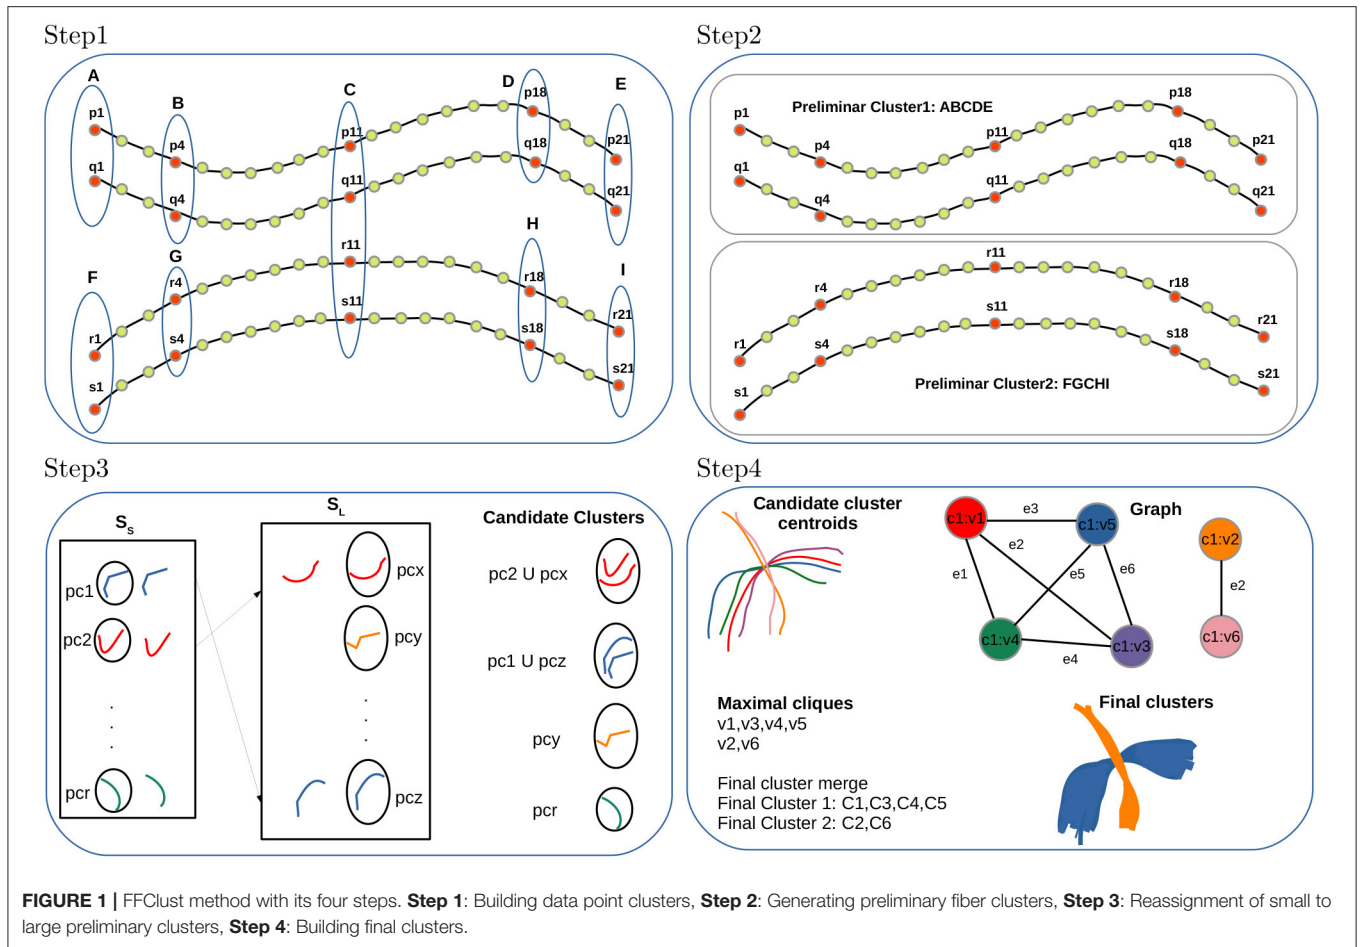 Step1
A
B
C
D
E
p1
p4
p11
p18
p21
q1
q4
q11
q18
q21
F
G
H
I
r1
r4
r11
r18
r21
s1
s4
s11
s18
s21
Step2
Preliminar Cluster1: ABCDE
p1
p4
p11
p18
p21
q1
q4
q11
q18
q21
r1
r4
r11
r18
r21
s1
s4
s11
s18
s21
Preliminar Cluster2: FGCHI
Step3
SS
pc1
pc2
.
.
.
pcr
SL
pcx
pcy
.
.
.
pcz
Candidate Clusters
pc2 U pcx
pc1 U pcz
pcy
pcr
Step4
Candidate cluster
centroids
Graph
c1:v1
e3
c1:v5
e2
e1
e5
e6
c1:v4
e4
c1:v3
c1:v2
e2
c1:v6
Maximal cliques
v1,v3,v4,v5
v2,v6
Final cluster merge
Final Cluster 1: C1,C3,C4,C5
Final Cluster 2: C2,C6
Final clusters
FIGURE 1 | FFClust method with its four steps. Step 1: Building data point clusters, Step 2: Generating preliminary fiber clusters, Step 3: Reassignment of small to
large preliminary clusters, Step 4: Building final clusters.